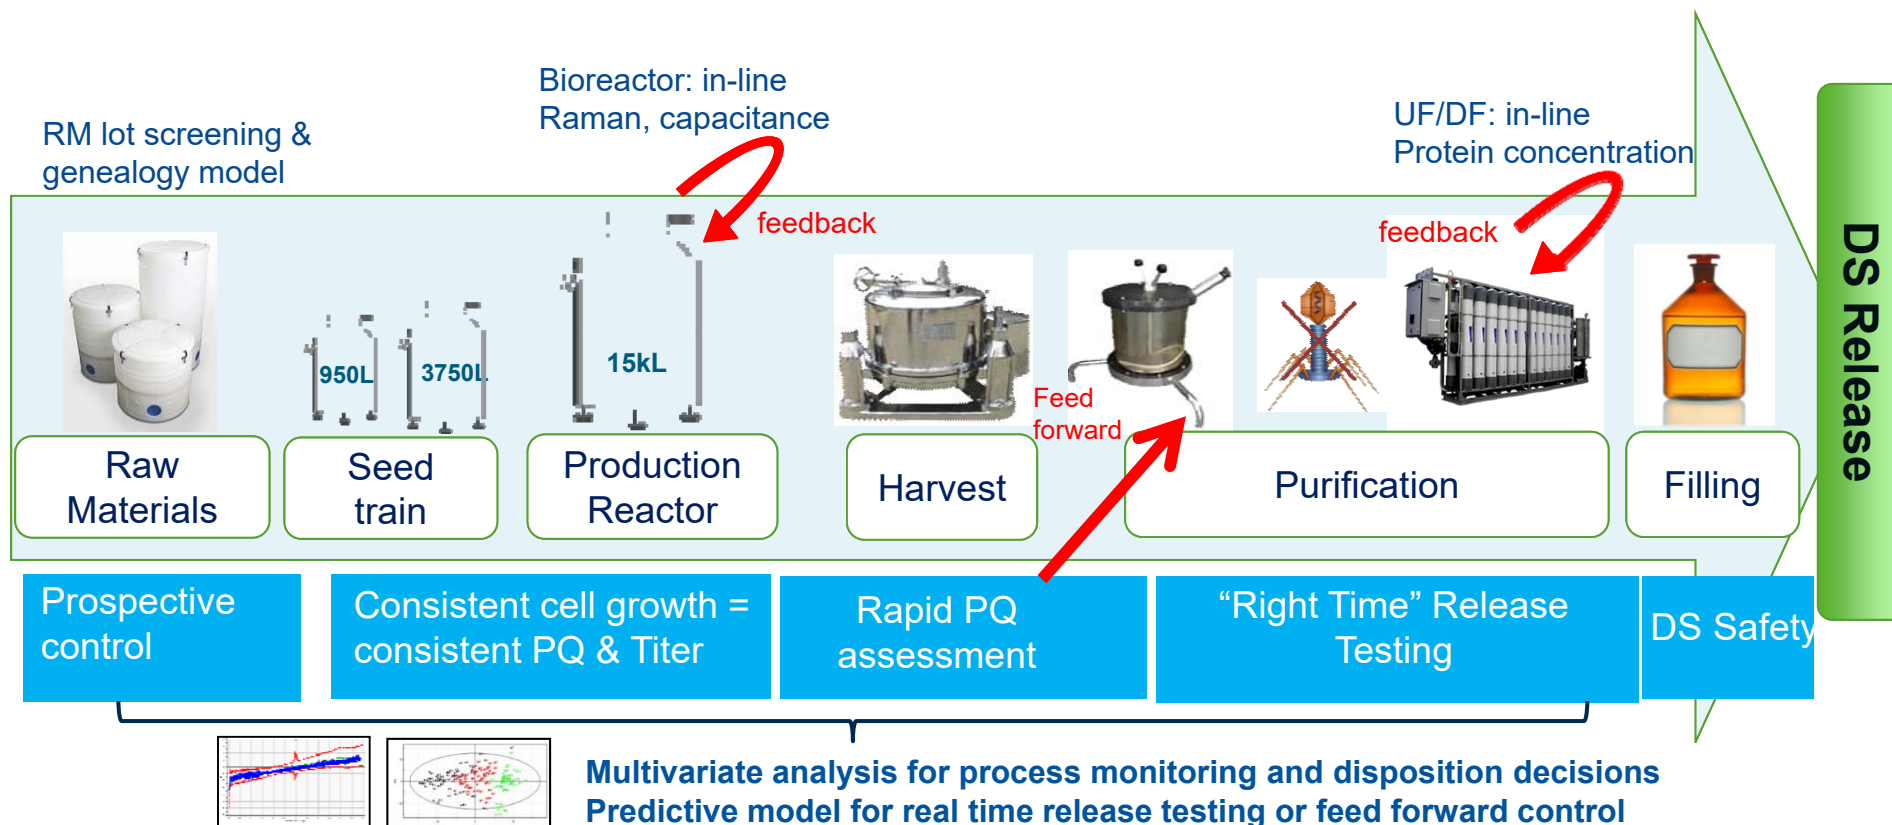 RM lot screening &
genealogy model
Bioreactor: in-line
Raman, capacitance
UF/DF: in-line
Protein concentration
feedback
feedback
950L
3750L
15kL
Feed
forward
Raw
Materials
Seed
train
Production
Reactor
Harvest
Purification
Filling
DS Release
Prospective
control
Consistent cell growth =
consistent PQ & Titer
Rapid PQ
assessment
“Right Time” Release
Testing
DS Safety
Multivariate analysis for process monitoring and disposition decisions
Predictive model for real time release testing or feed forward control